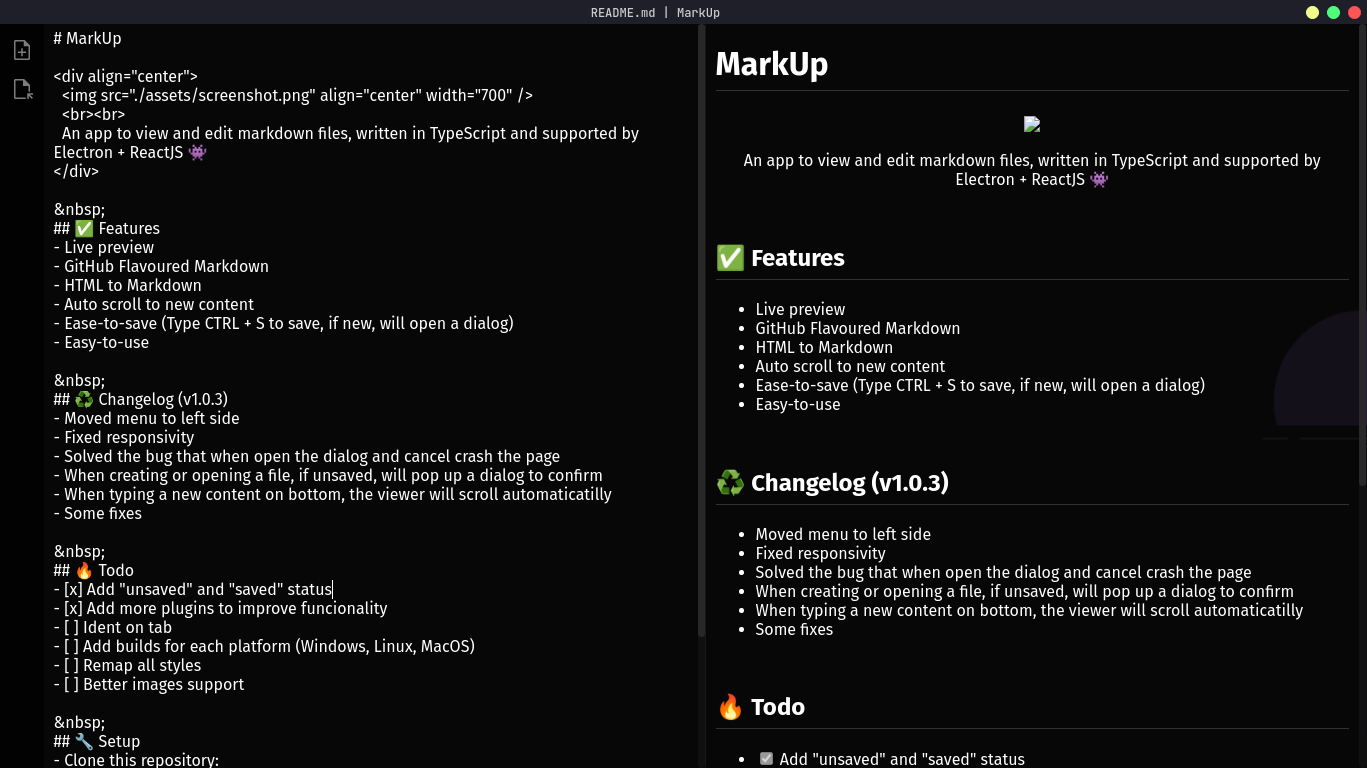 README.md | MarkUp
# MarkUp
<div align="center">
<img src="./assets/screenshot.png" align="center" width="700" />
<br><br>
An app to view and edit markdown files, written in TypeScript and supported by
Electron + ReactJS 👾
</div>
&nbsp;
## ✅ Features
- Live preview
- GitHub Flavoured Markdown
- HTML to Markdown
- Auto scroll to new content
- Ease-to-save (Type CTRL + S to save, if new, will open a dialog)
- Easy-to-use
&nbsp;
## ♻️ Changelog (v1.0.3)
- Moved menu to left side
- Fixed responsivity
- Solved the bug that when open the dialog and cancel crash the page
- When creating or opening a file, if unsaved, will pop up a dialog to confirm
- When typing a new content on bottom, the viewer will scroll automaticatilly
- Some fixes
&nbsp;
## 🔥 Todo
- [x] Add "unsaved" and "saved" status
- [x] Add more plugins to improve funcionality
- [ ] Ident on tab
- [ ] Add builds for each platform (Windows, Linux, MacOS)
- [ ] Remap all styles
- [ ] Better images support
&nbsp;
## 🔧 Setup
- Clone this repository:
MarkUp
An app to view and edit markdown files, written in TypeScript and supported by
Electron + ReactJS 👾
✅ Features
• Live preview
• GitHub Flavoured Markdown
• HTML to Markdown
• Auto scroll to new content
• Ease-to-save (Type CTRL + S to save, if new, will open a dialog)
• Easy-to-use
♻️ Changelog (v1.0.3)
• Moved menu to left side
• Fixed responsivity
• Solved the bug that when open the dialog and cancel crash the page
• When creating or opening a file, if unsaved, will pop up a dialog to confirm
• When typing a new content on bottom, the viewer will scroll automaticatilly
• Some fixes
🔥 Todo
• ☑ Add "unsaved" and "saved" status